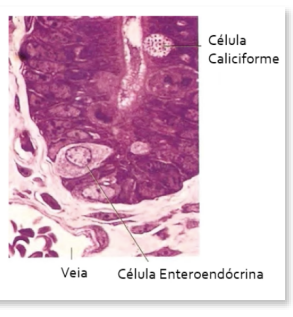 Célula
Caliciforme
Veia
Célula Enteroendócrina